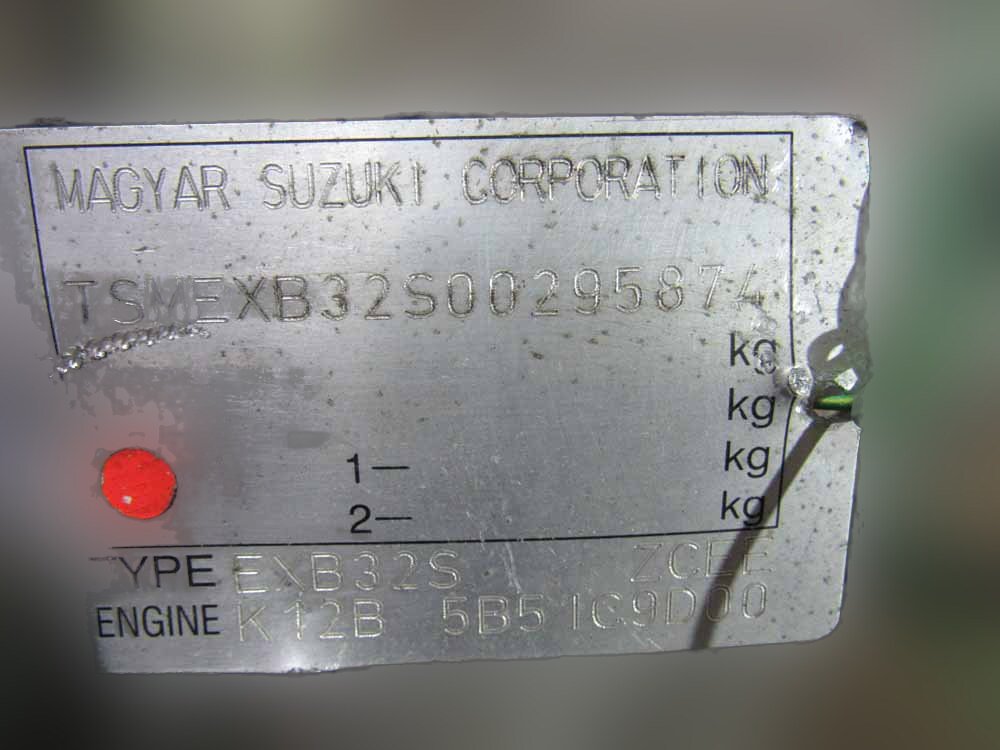 MAGYAR SUZUKI CORPORATION
TSMEXB32S00295874
kg
kg
1— kg
2— kg
TYPE EXB32S ZCEE
ENGINE K12B 5B51C9D00